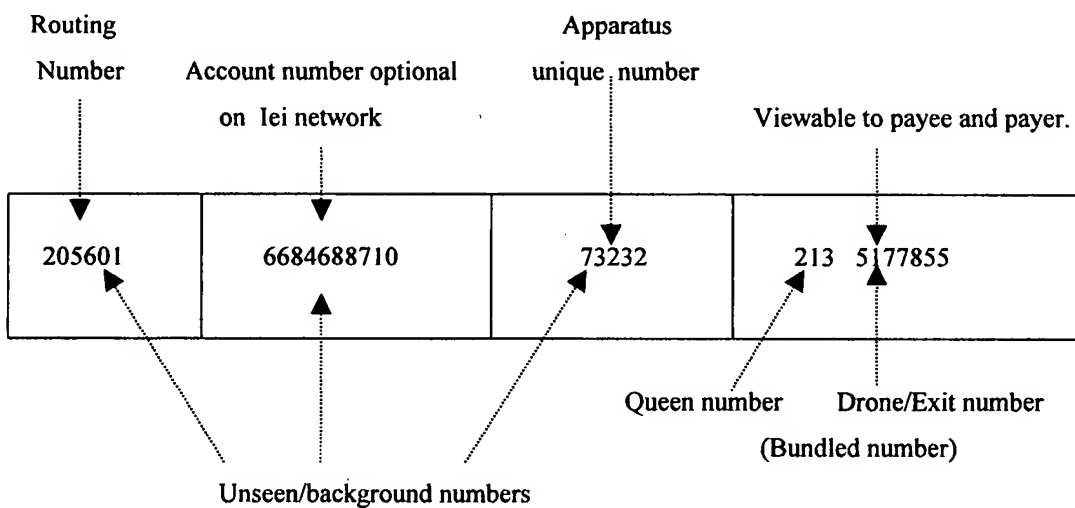 Routing
Number
Account number optional
on Iei network
Apparatus
unique number
Viewable to payee and payer.
205601
6684688710
73232
213 5177855
Queen number
Drone/Exit number
(Bundled number)
Unseen/background numbers